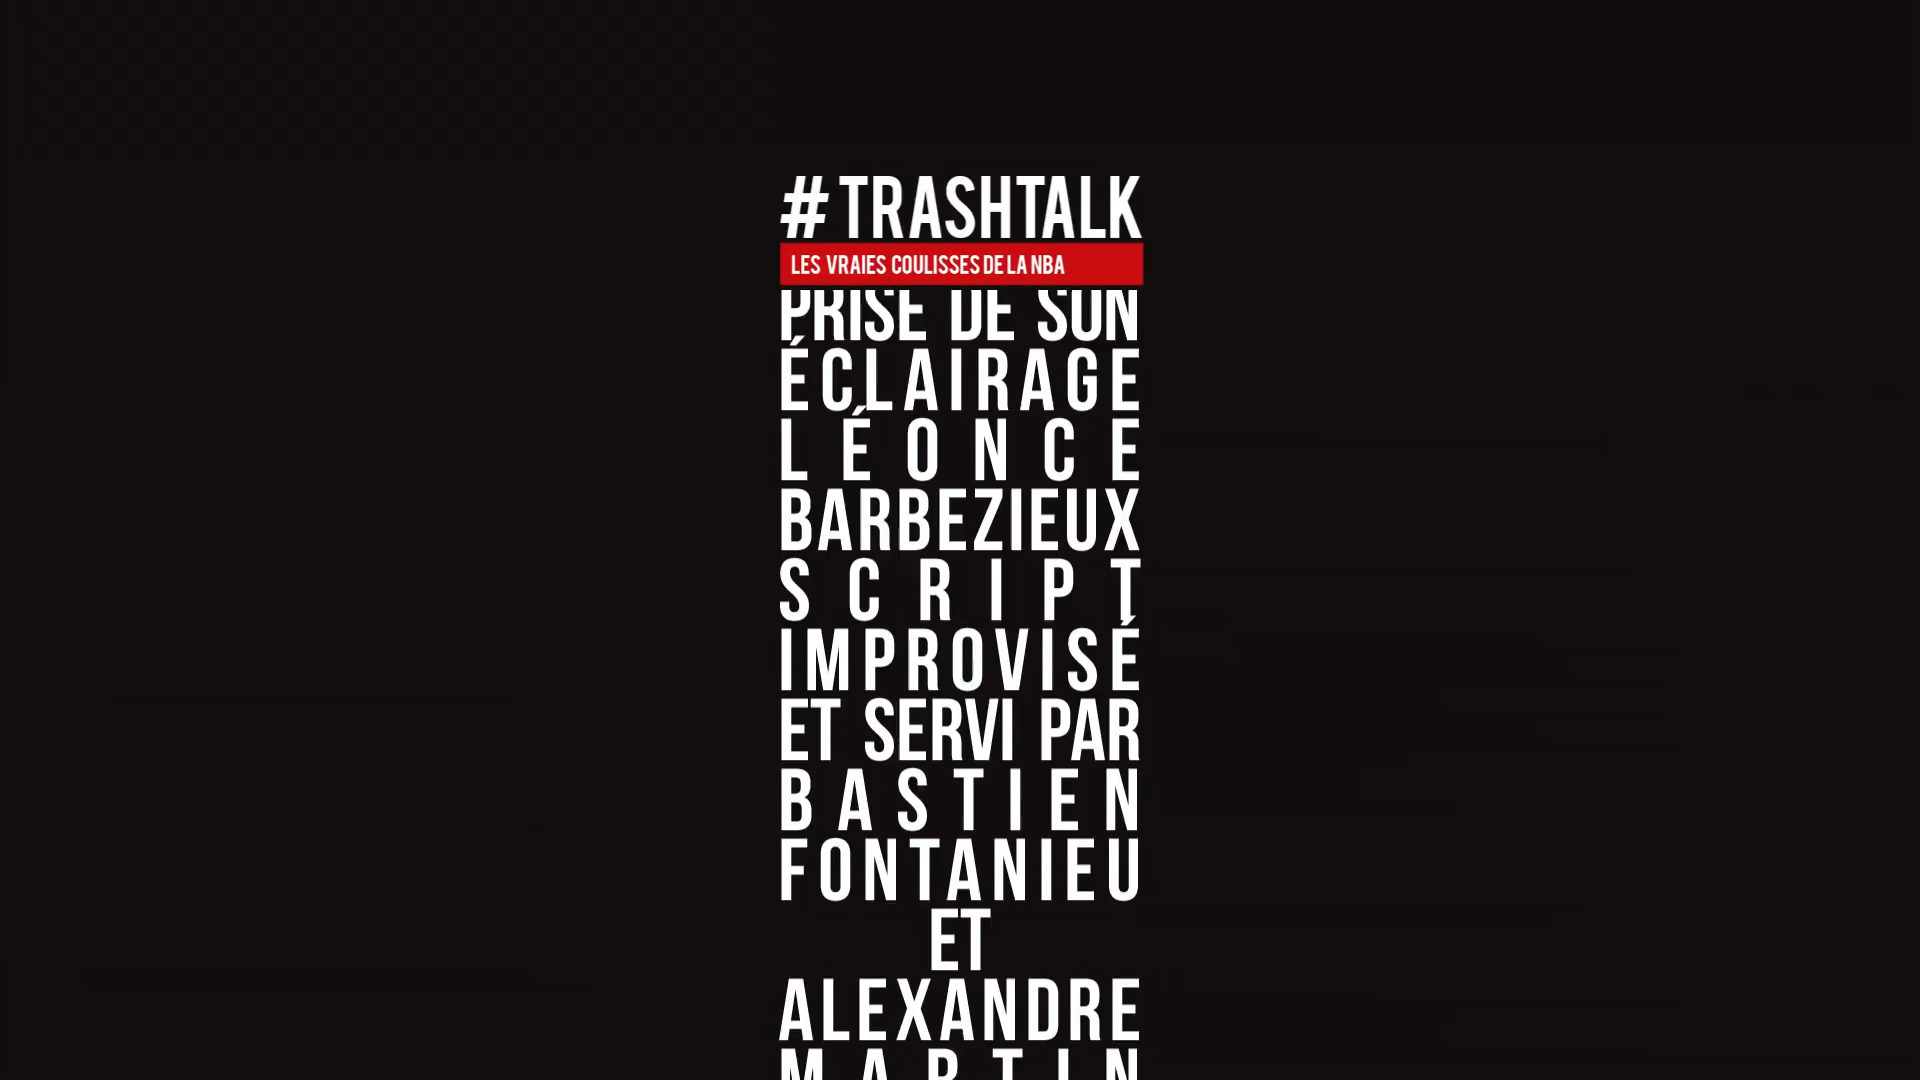 # TRASHTALK
LES VRAIES COULISSES DE LA NBA
PRISE DE SON
ÉCLAIRAGE
LÉONCE
BARBEZIEUX
SCRIPT
IMPROVISÉ
ET SERVI PAR
BASTIEN
FONTANIEU
ET
ALEXANDRE
MARTIN